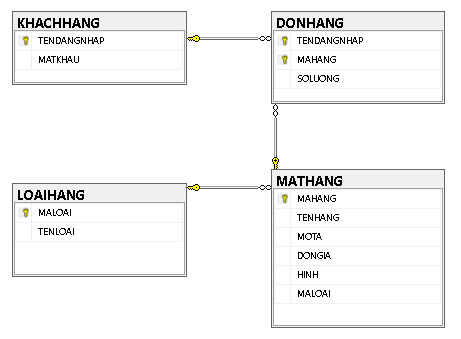 KHACHHANG
TENDANGNHAP
MATKHAU
DONHANG
TENDANGNHAP
MAHANG
SOLUONG
LOAIHANG
MALOAI
TENLOAI
MATHANG
MAHANG
TENHANG
MOTA
DONGIA
HINH
MALOAI